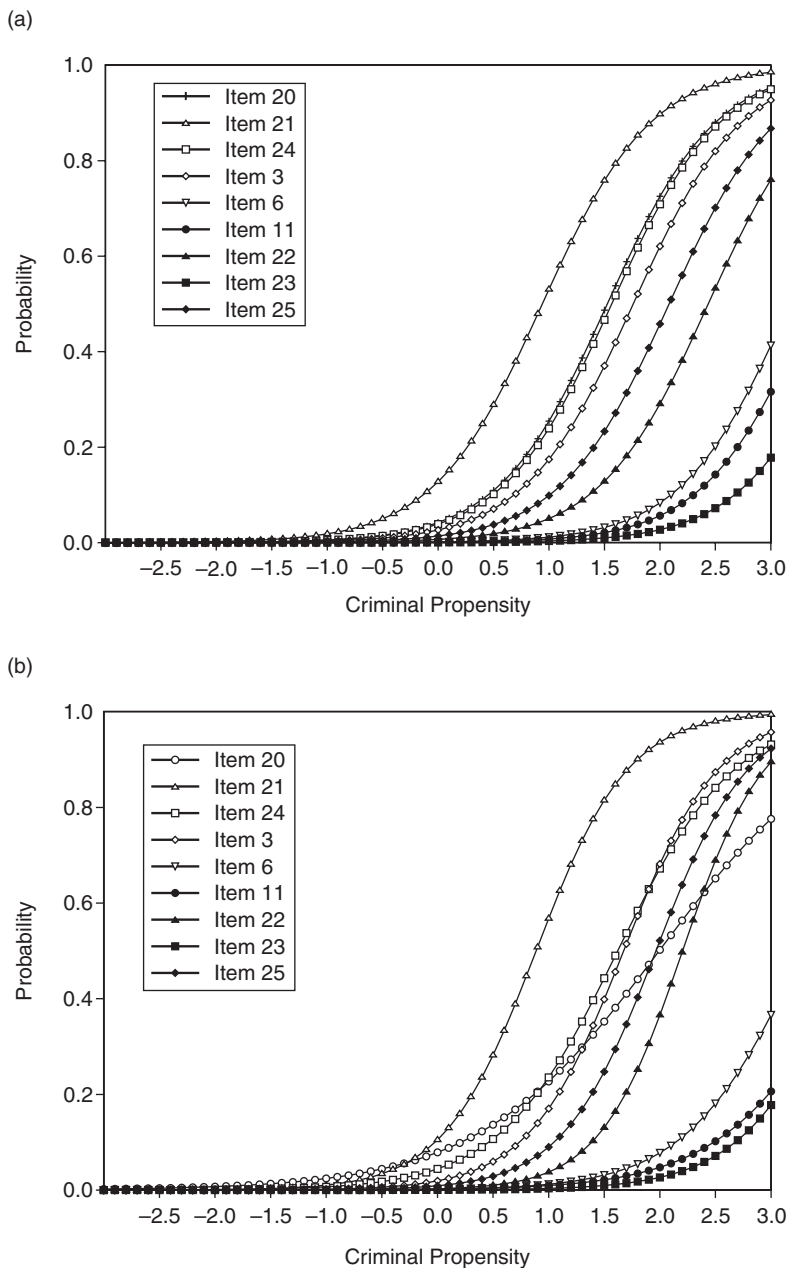 (a)
1.0
0.8
0.6
0.4
0.2
0.0
Probability
Item 20
Item 21
Item 24
Item 3
Item 6
Item 11
Item 22
Item 23
Item 25
–2.5 –2.0 –1.5 –1.0 –0.5 0.0 0.5 1.0 1.5 2.0 2.5 3.0
Criminal Propensity
(b)
1.0
0.8
0.6
0.4
0.2
0.0
Probability
Item 20
Item 21
Item 24
Item 3
Item 6
Item 11
Item 22
Item 23
Item 25
–2.5 –2.0 –1.5 –1.0 –0.5 0.0 0.5 1.0 1.5 2.0 2.5 3.0
Criminal Propensity